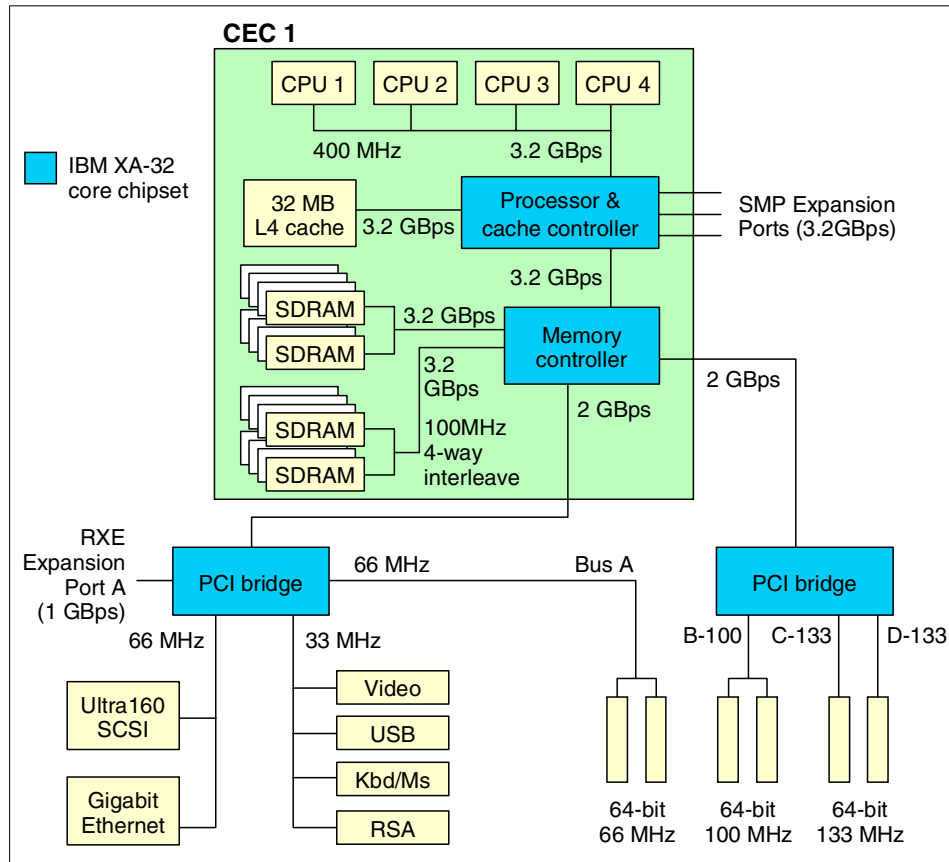 CEC 1
CPU 1
CPU 2
CPU 3
CPU 4
400 MHz
3.2 GBps
IBM XA-32
core chipset
32 MB
L4 cache
3.2 GBps
Processor &
cache controller
SMP Expansion
Ports (3.2GBps)
3.2 GBps
SDRAM
SDRAM
3.2 GBps
Memory
controller
3.2
GBps
2 GBps
2 GBps
SDRAM
SDRAM
100MHz
4-way
interleave
RXE
Expansion
Port A
(1 GBps)
PCI bridge
66 MHz
Bus A
PCI bridge
66 MHz
33 MHz
B-100
C-133
D-133
Ultra160
SCSI
Gigabit
Ethernet
Video
USB
Kbd/Ms
RSA
64-bit
66 MHz
64-bit
100 MHz
64-bit
133 MHz